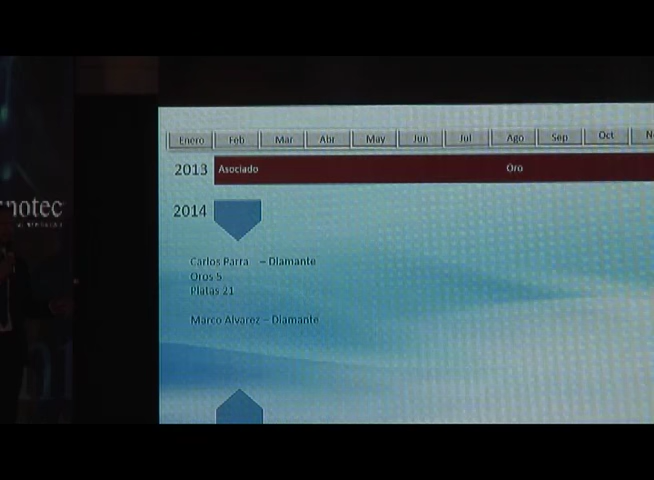 Enero Feb Mar Abr May Jun Jul Ago Sep Oct
2013 Asociado Oro
notec
2014
Carlos Parra – Diamante
Oros 5
Platas 21
Marco Alvarez – Diamante